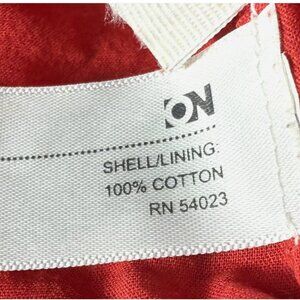 ON
SHELL/LINING:
100% COTTON
RN 54023